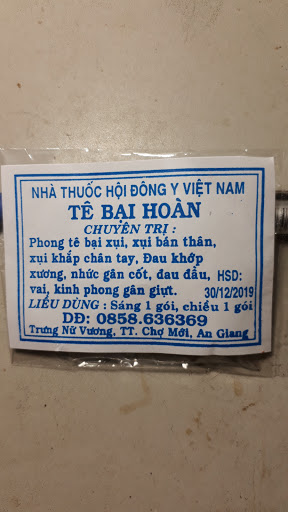 NHÀ THUỐC HỘI ĐÔNG Y VIỆT NAM
TÊ BẠI HOÀN
CHUYÊN TRỊ :
Phong tê bại xụi, xụi bán thân,
xụi khắp chân tay, Đau khớp
xương, nhức gân cốt, đau đầu, HSD:
vai, kinh phong gân giựt. 30/12/2019
LIỀU DÙNG : Sáng 1 gói, chiều 1 gói
DĐ: 0858.636369
Trưng Nữ Vương, TT. Chợ Mới, An Giang